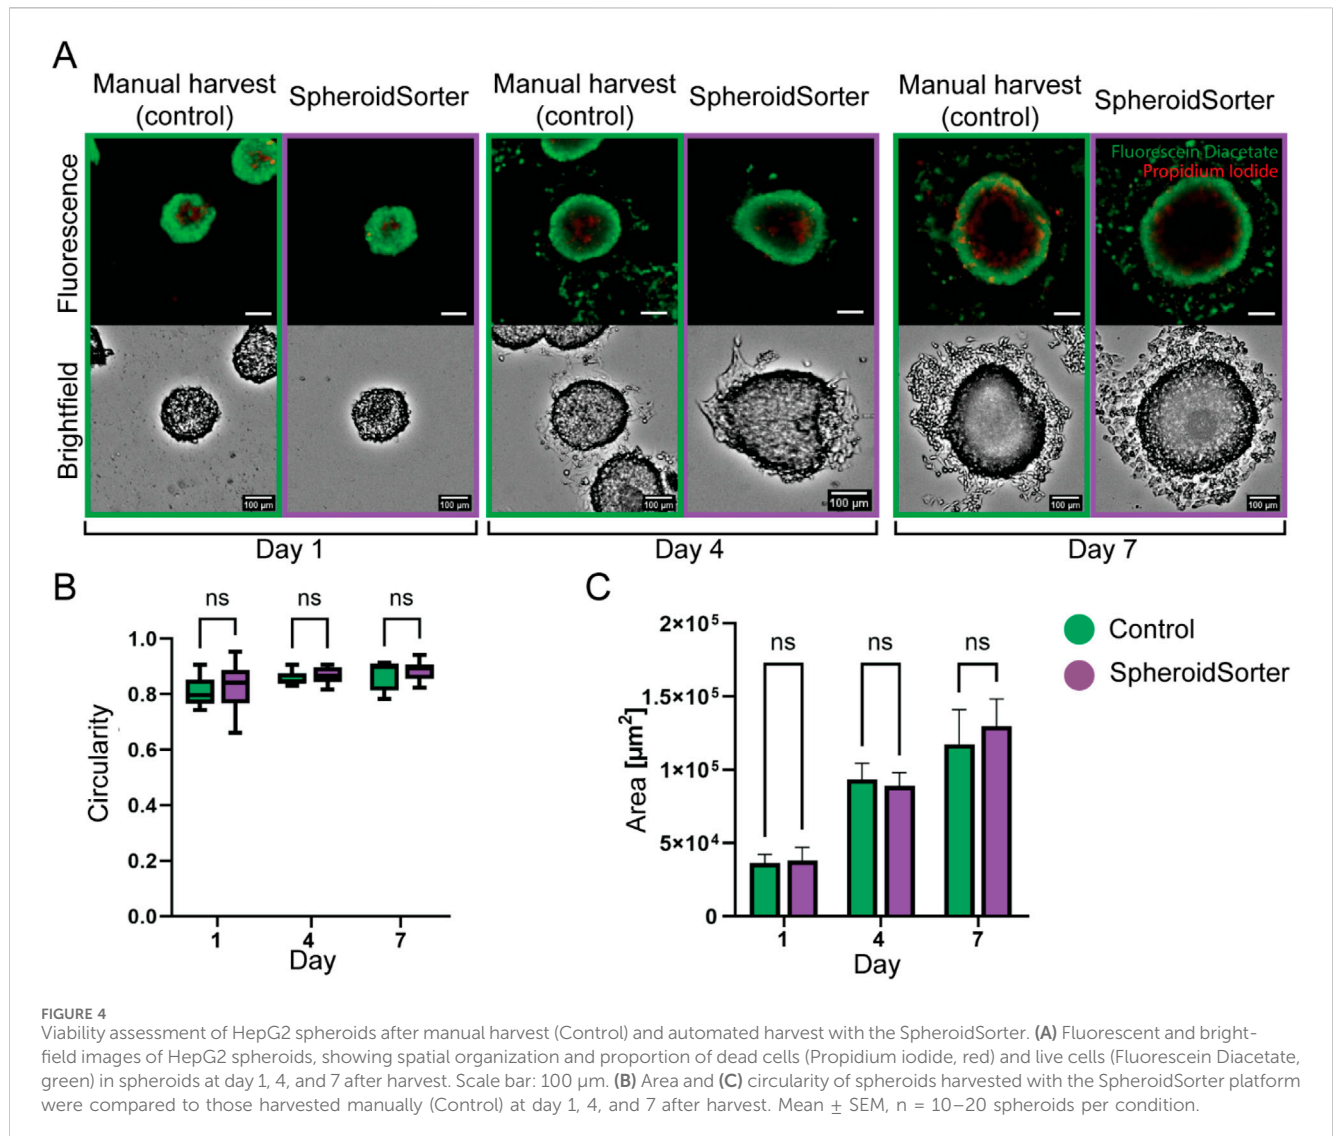 A
Manual harvest
(control)
SpheroidSorter
Manual harvest
(control)
SpheroidSorter
Manual harvest
(control)
SpheroidSorter
Fluorescence
Fluorescein Diacetate
Propidium Iodide
Brightfield
100 µm
100 µm
100 µm
100 µm
100 µm
100 µm
Day 1
Day 4
Day 7
B
ns
ns
ns
Circularity
1.0
0.8
0.6
0.4
0.2
0.0
1
4
7
Day
C
ns
ns
ns
Area [µm²]
2×10⁵
1.5×10⁵
1×10⁵
5×10⁴
0
1
4
7
Day
Control
SpheroidSorter
FIGURE 4
Viability assessment of HepG2 spheroids after manual harvest (Control) and automated harvest with the SpheroidSorter. (A) Fluorescent and bright-
field images of HepG2 spheroids, showing spatial organization and proportion of dead cells (Propidium iodide, red) and live cells (Fluorescein Diacetate,
green) in spheroids at day 1, 4, and 7 after harvest. Scale bar: 100 µm. (B) Area and (C) circularity of spheroids harvested with the SpheroidSorter platform
were compared to those harvested manually (Control) at day 1, 4, and 7 after harvest. Mean ± SEM, n = 10–20 spheroids per condition.